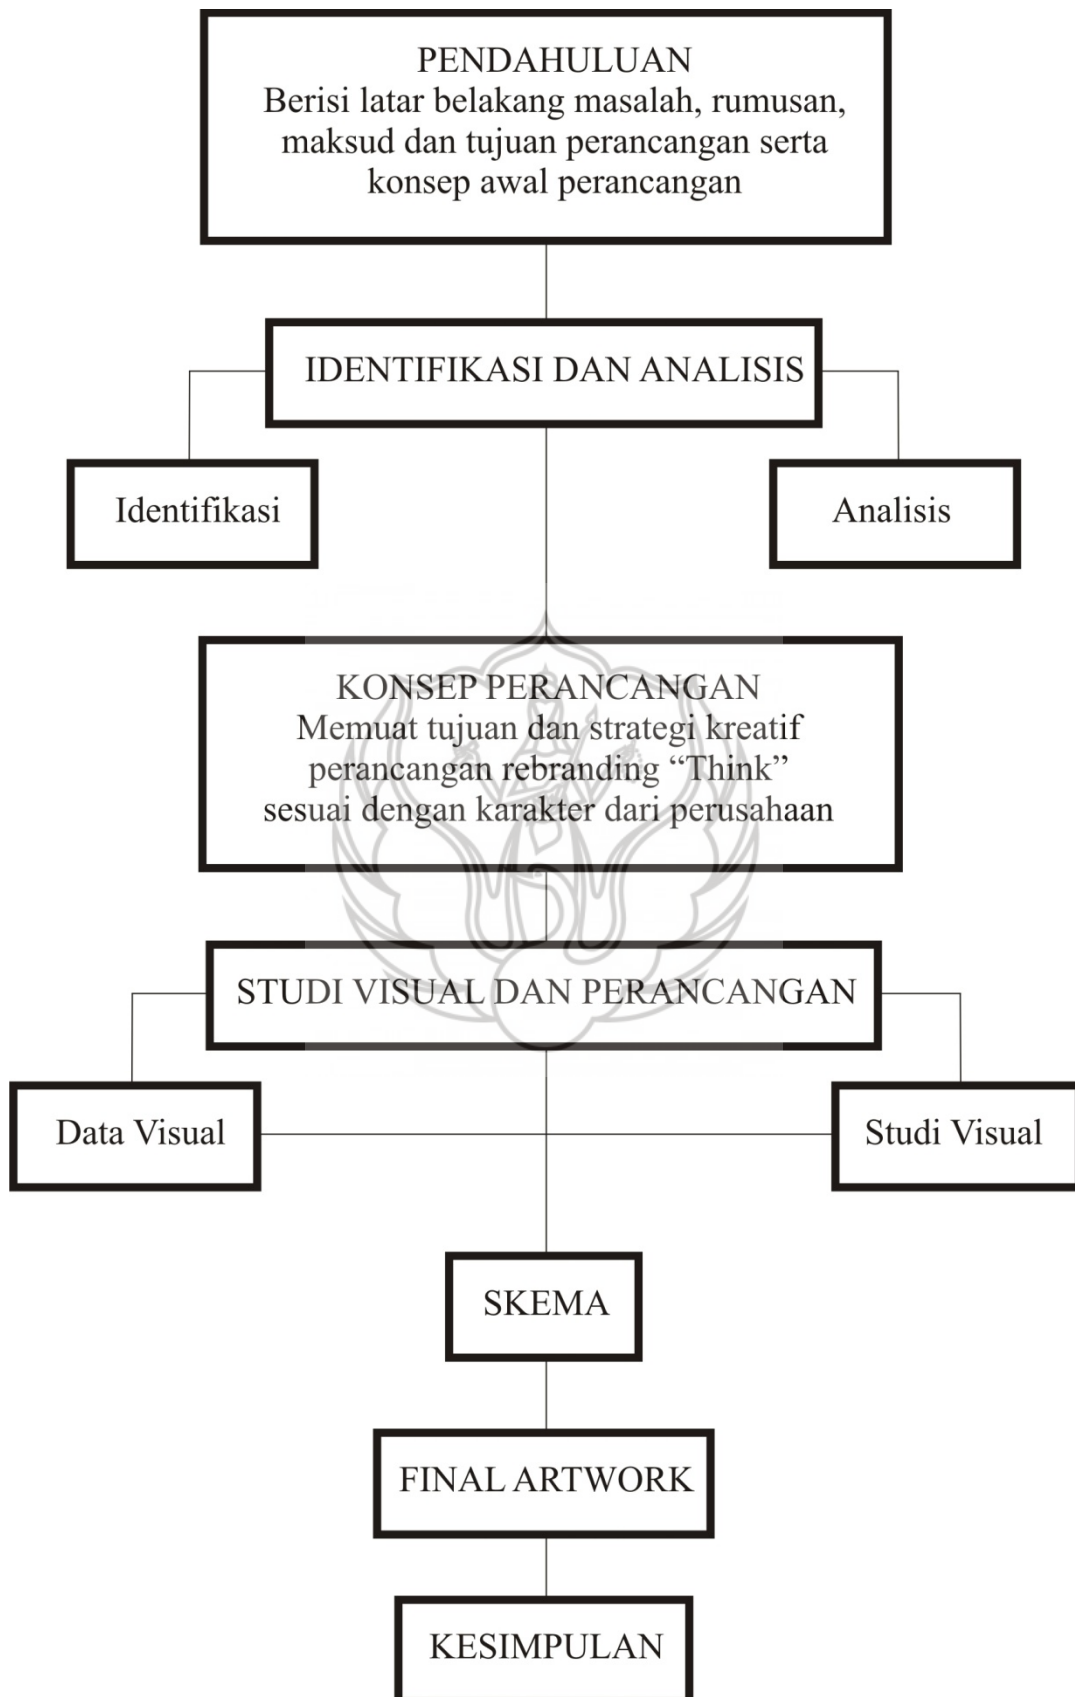 PENDAHULUAN
Berisi latar belakang masalah, rumusan,
maksud dan tujuan perancangan serta
konsep awal perancangan
IDENTIFIKASI DAN ANALISIS
Identifikasi
Analisis
KONSEP PERANCANGAN
Memuat tujuan dan strategi kreatif
perancangan rebranding “Think”
sesuai dengan karakter dari perusahaan
STUDI VISUAL DAN PERANCANGAN
Data Visual
Studi Visual
SKEMA
FINAL ARTWORK
KESIMPULAN